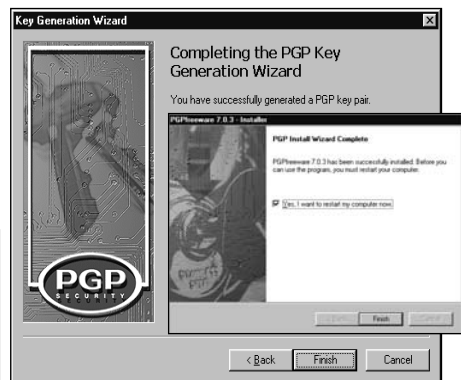 Key Generation Wizard
Completing the PGP Key
Generation Wizard
You have successfully generated a PGP key pair.
PGPfreeware 7.0.3 - Installer
PGP Install Wizard Complete
PGPfreeware 7.0.3 has been successfully installed. Before you
can use the program, you must restart your computer.
Yes, I want to restart my computer now.
PGP
SECURITY
Finish
< Back
Finish
Cancel